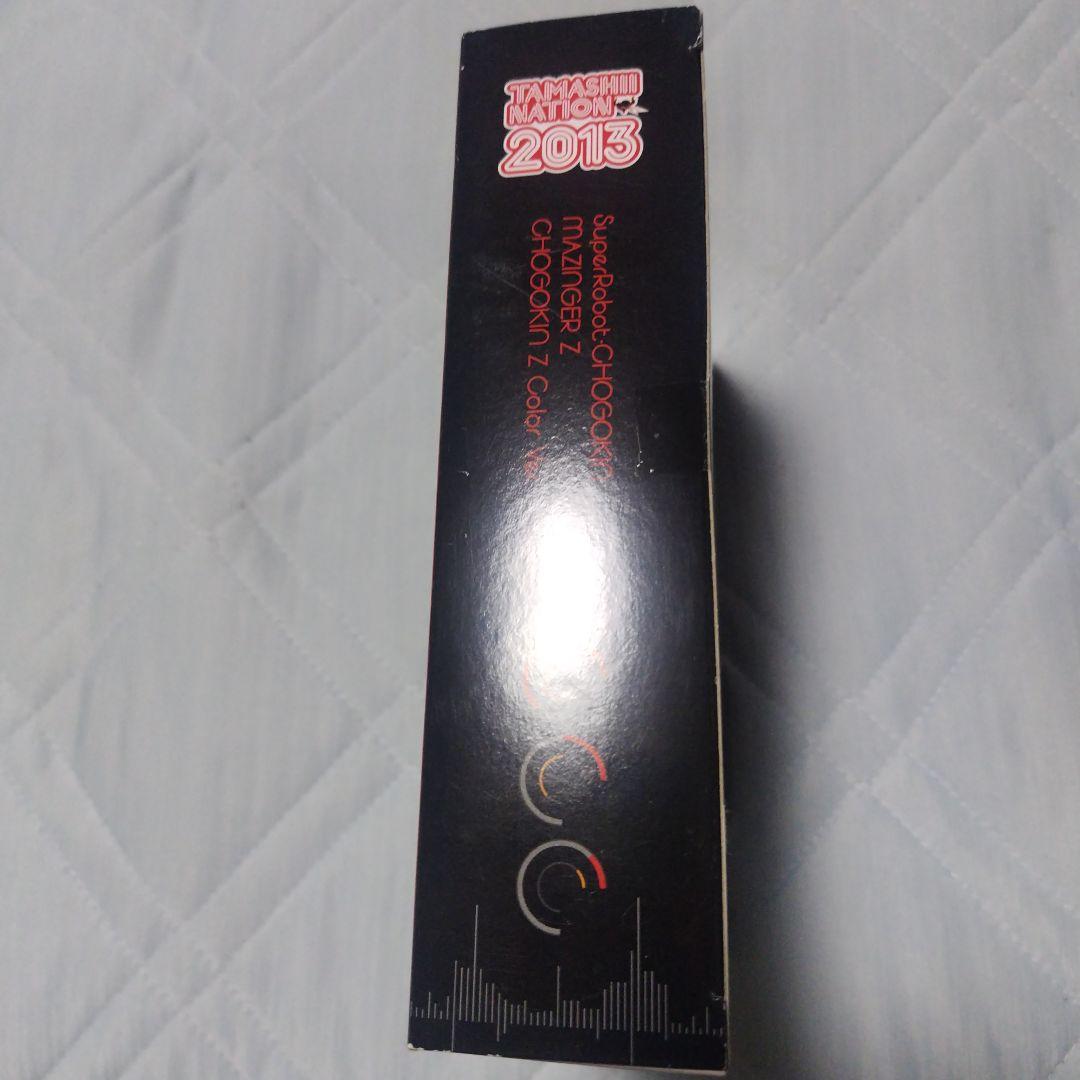 TAMASHII
NATION
2013
SuperRobot:CHOGOKIN
MAZINGER Z
CHOGOKIN Z Color Ver